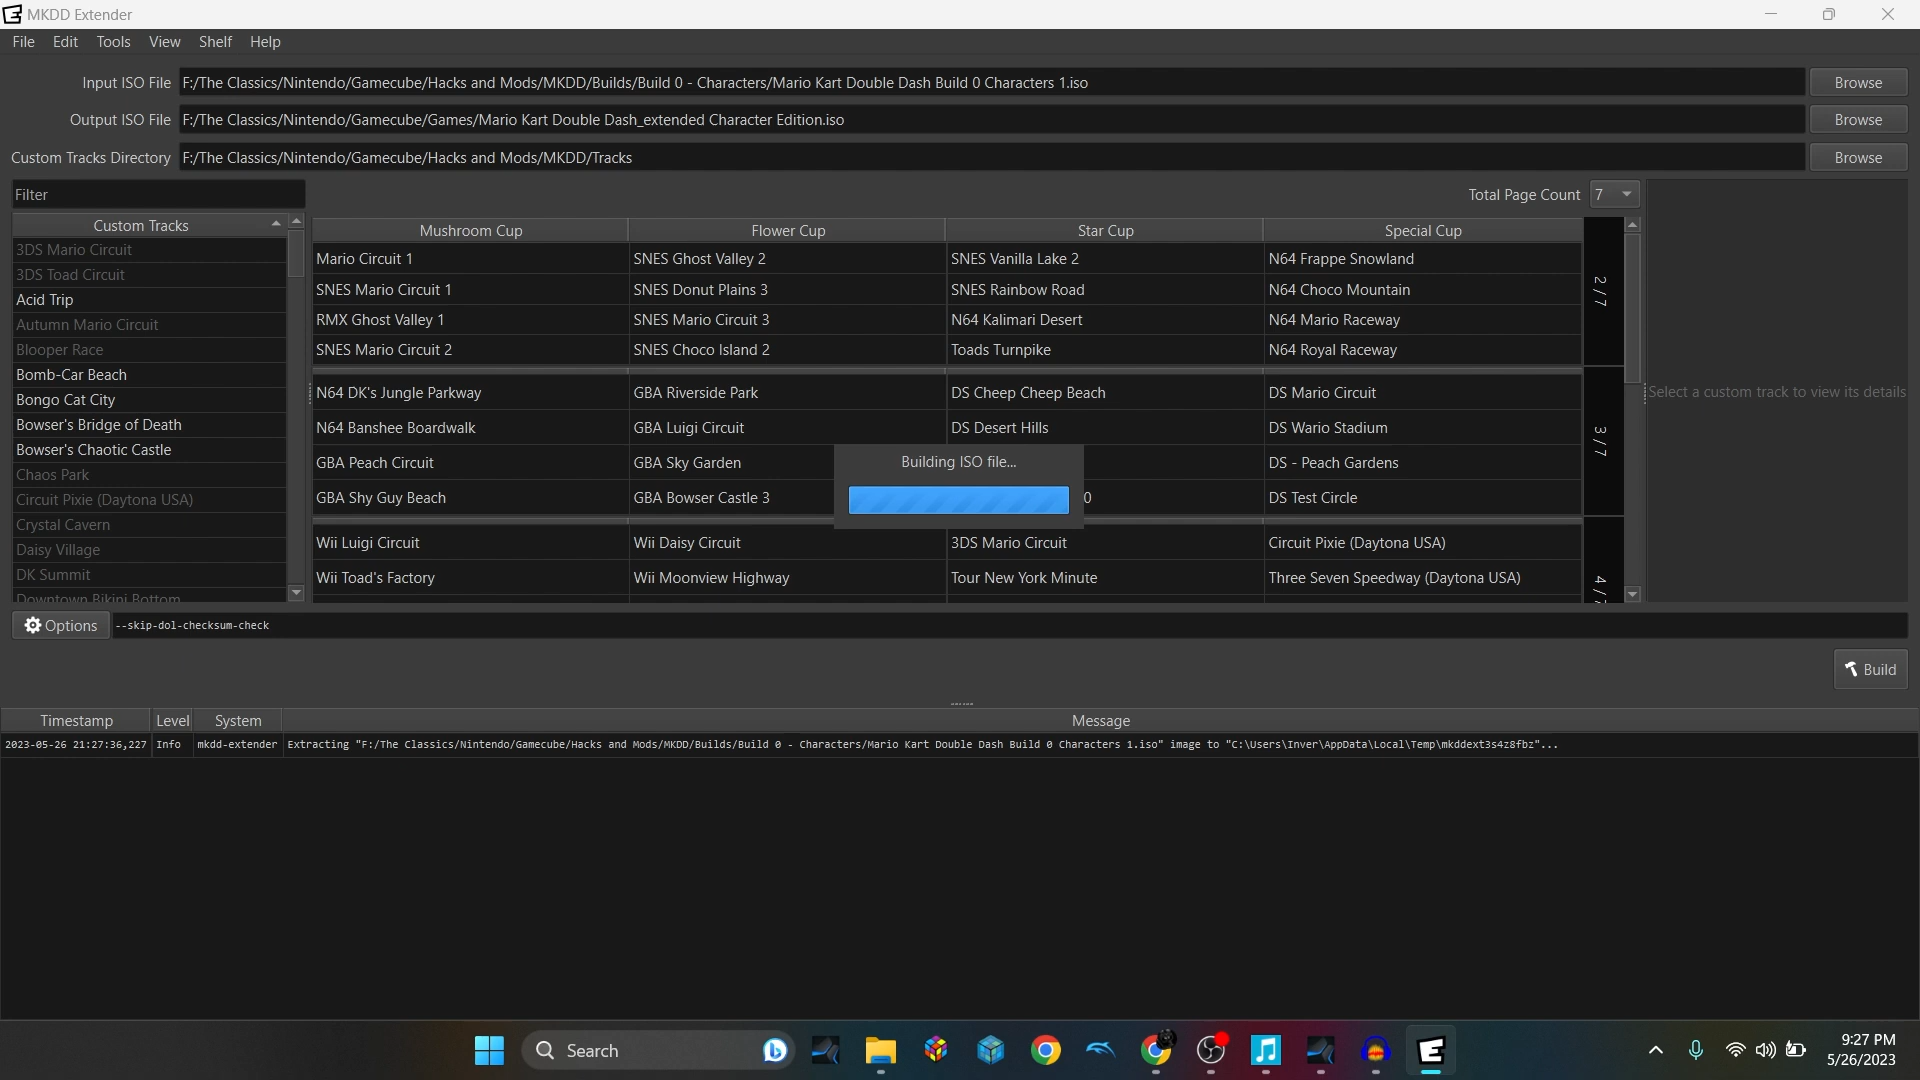 MKDD Extender
File Edit Tools View Shelf Help
Input ISO File F:/The Classics/Nintendo/Gamecube/Hacks and Mods/MKDD/Builds/Build 0 - Characters/Mario Kart Double Dash Build 0 Characters 1.iso Browse
Output ISO File F:/The Classics/Nintendo/Gamecube/Games/Mario Kart Double Dash_extended Character Edition.iso Browse
Custom Tracks Directory F:/The Classics/Nintendo/Gamecube/Hacks and Mods/MKDD/Tracks Browse
Filter
Custom Tracks
3DS Mario Circuit
3DS Toad Circuit
Acid Trip
Autumn Mario Circuit
Blooper Race
Bomb-Car Beach
Bongo Cat City
Bowser's Bridge of Death
Bowser's Chaotic Castle
Chaos Park
Circuit Pixie (Daytona USA)
Crystal Cavern
Daisy Village
DK Summit
Downtown Bikini Bottom
Total Page Count 7
Mushroom Cup Flower Cup Star Cup Special Cup
Mario Circuit 1 SNES Ghost Valley 2 SNES Vanilla Lake 2 N64 Frappe Snowland
SNES Mario Circuit 1 SNES Donut Plains 3 SNES Rainbow Road N64 Choco Mountain
RMX Ghost Valley 1 SNES Mario Circuit 3 N64 Kalimari Desert N64 Mario Raceway
SNES Mario Circuit 2 SNES Choco Island 2 Toads Turnpike N64 Royal Raceway
2 / 7
N64 DK's Jungle Parkway GBA Riverside Park DS Cheep Cheep Beach DS Mario Circuit
N64 Banshee Boardwalk GBA Luigi Circuit DS Desert Hills DS Wario Stadium
GBA Peach Circuit GBA Sky Garden DS - Peach Gardens
GBA Shy Guy Beach GBA Bowser Castle 3 0 DS Test Circle
3 / 7
Wii Luigi Circuit Wii Daisy Circuit 3DS Mario Circuit Circuit Pixie (Daytona USA)
Wii Toad's Factory Wii Moonview Highway Tour New York Minute Three Seven Speedway (Daytona USA)
4 / 7
Building ISO file...
Select a custom track to view its details
Options --skip-dol-checksum-check
Build
Timestamp Level System Message
2023-05-26 21:27:36,227 Info mkdd-extender Extracting "F:/The Classics/Nintendo/Gamecube/Hacks and Mods/MKDD/Builds/Build 0 - Characters/Mario Kart Double Dash Build 0 Characters 1.iso" image to "C:\Users\Inver\AppData\Local\Temp\mkddext3s4z8fbz"...
Search
9:27 PM
5/26/2023